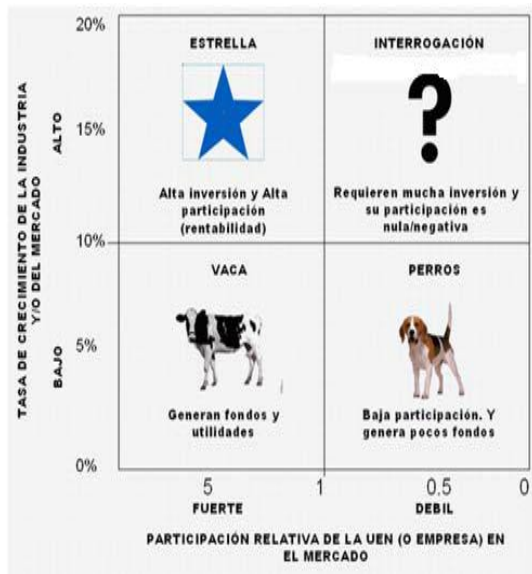 20%
ESTRELLA
INTERROGACIÓN
?
TASA DE CRECIMIENTO DE LA INDUSTRIA
Y/O DEL MERCADO
ALTO
15%
Alta inversión y Alta
participación
(rentabilidad)
Requieren mucha inversión y
su participación es
nula/negativa
10%
VACA
PERROS
BAJO
5%
Generan fondos y
utilidades
Baja participación. Y
genera pocos fondos
0%
5
1
0.5
0
FUERTE
DEBIL
PARTICIPACIÓN RELATIVA DE LA UEN (O EMPRESA) EN
EL MERCADO